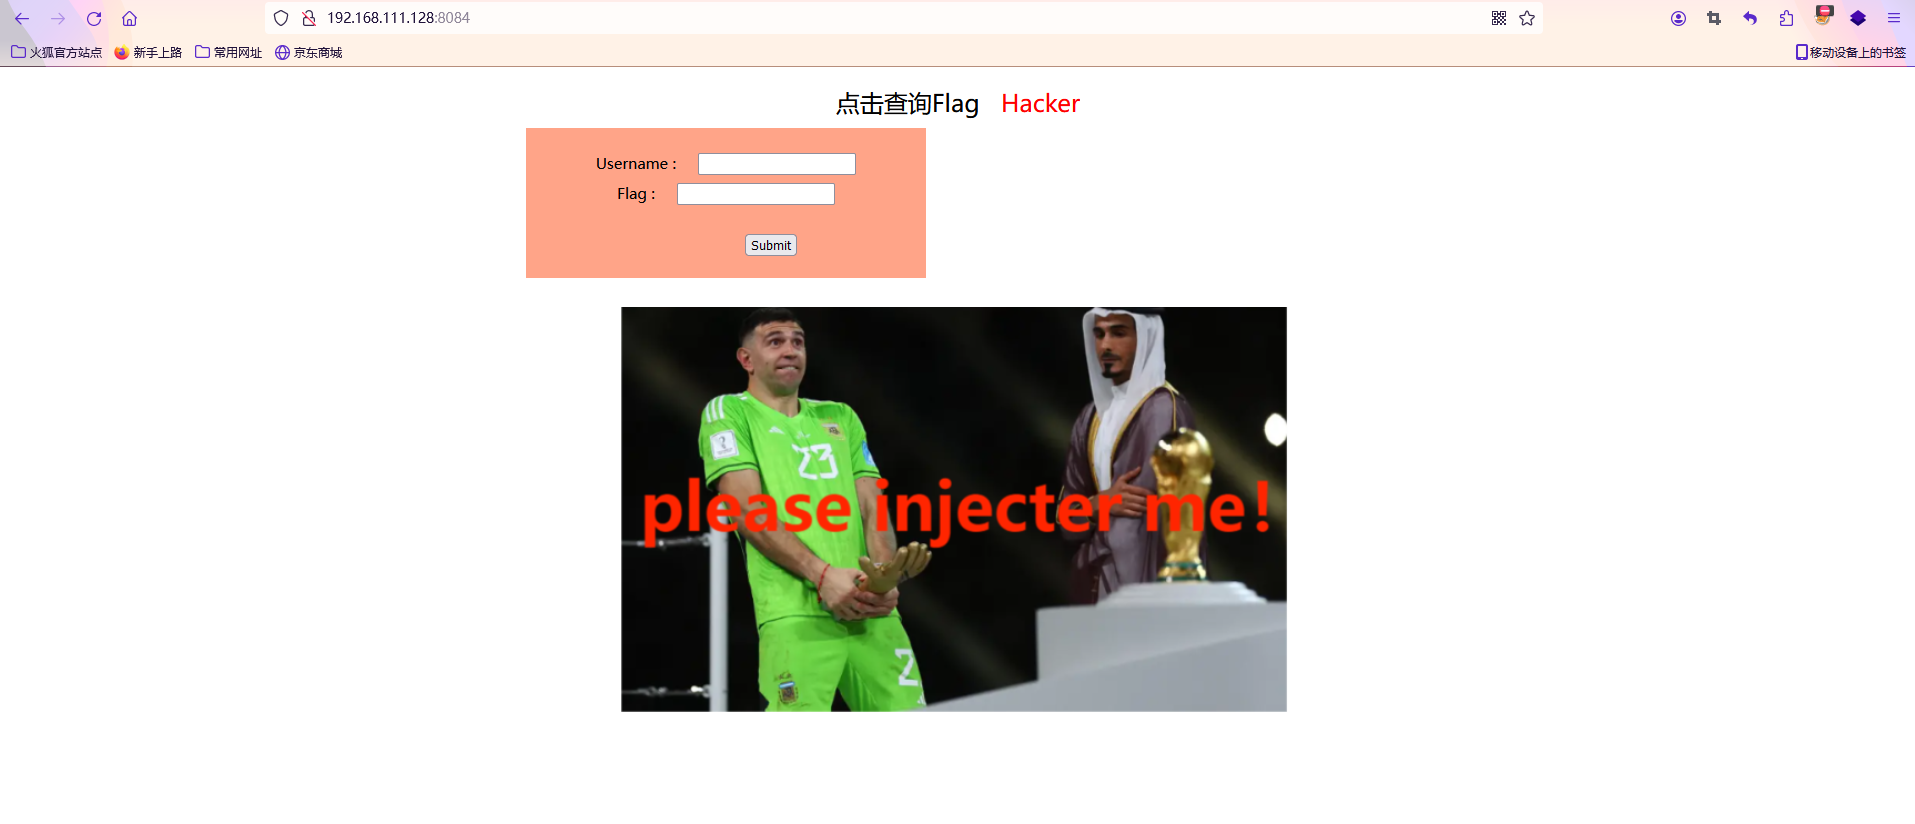 192.168.111.128:8084
火狐官方站点 新手上路 常用网址 京东商城 移动设备上的书签
点击查询Flag Hacker
Username :
Flag :
Submit
23
please injecter me!
2